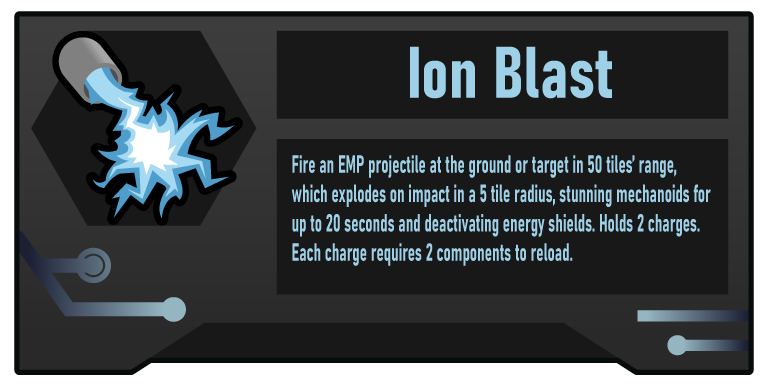 Ion Blast
Fire an EMP projectile at the ground or target in 50 tiles' range,
which explodes on impact in a 5 tile radius, stunning mechanoids for
up to 20 seconds and deactivating energy shields. Holds 2 charges.
Each charge requires 2 components to reload.